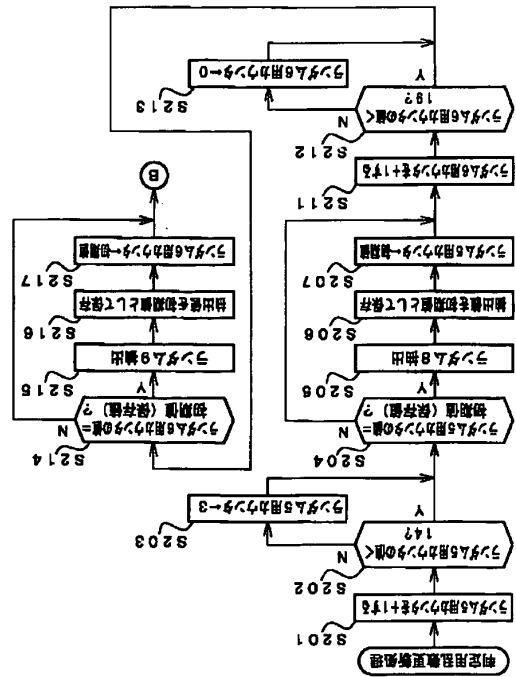 判定用乱数更新処理
S201
ランダム5用カウンタを+1する
S202
ランダム5用カウンタの値<
14?
N
Y
S203
ランダム5用カウンタ←3
S204
ランダム5用カウンタの値=
初期値(保存値)
?
N
Y
S205
ランダム8抽出
S206
抽出値を初期値として保存
S207
ランダム5用カウンタ←初期値
S211
ランダム6用カウンタを+1する
S212
ランダム6用カウンタの値<
19?
N
Y
S213
ランダム6用カウンタ←0
S214
ランダム6用カウンタの値=
初期値(保存値)
?
N
Y
S215
ランダム9抽出
S216
抽出値を初期値として保存
S217
ランダム6用カウンタ←初期値
B